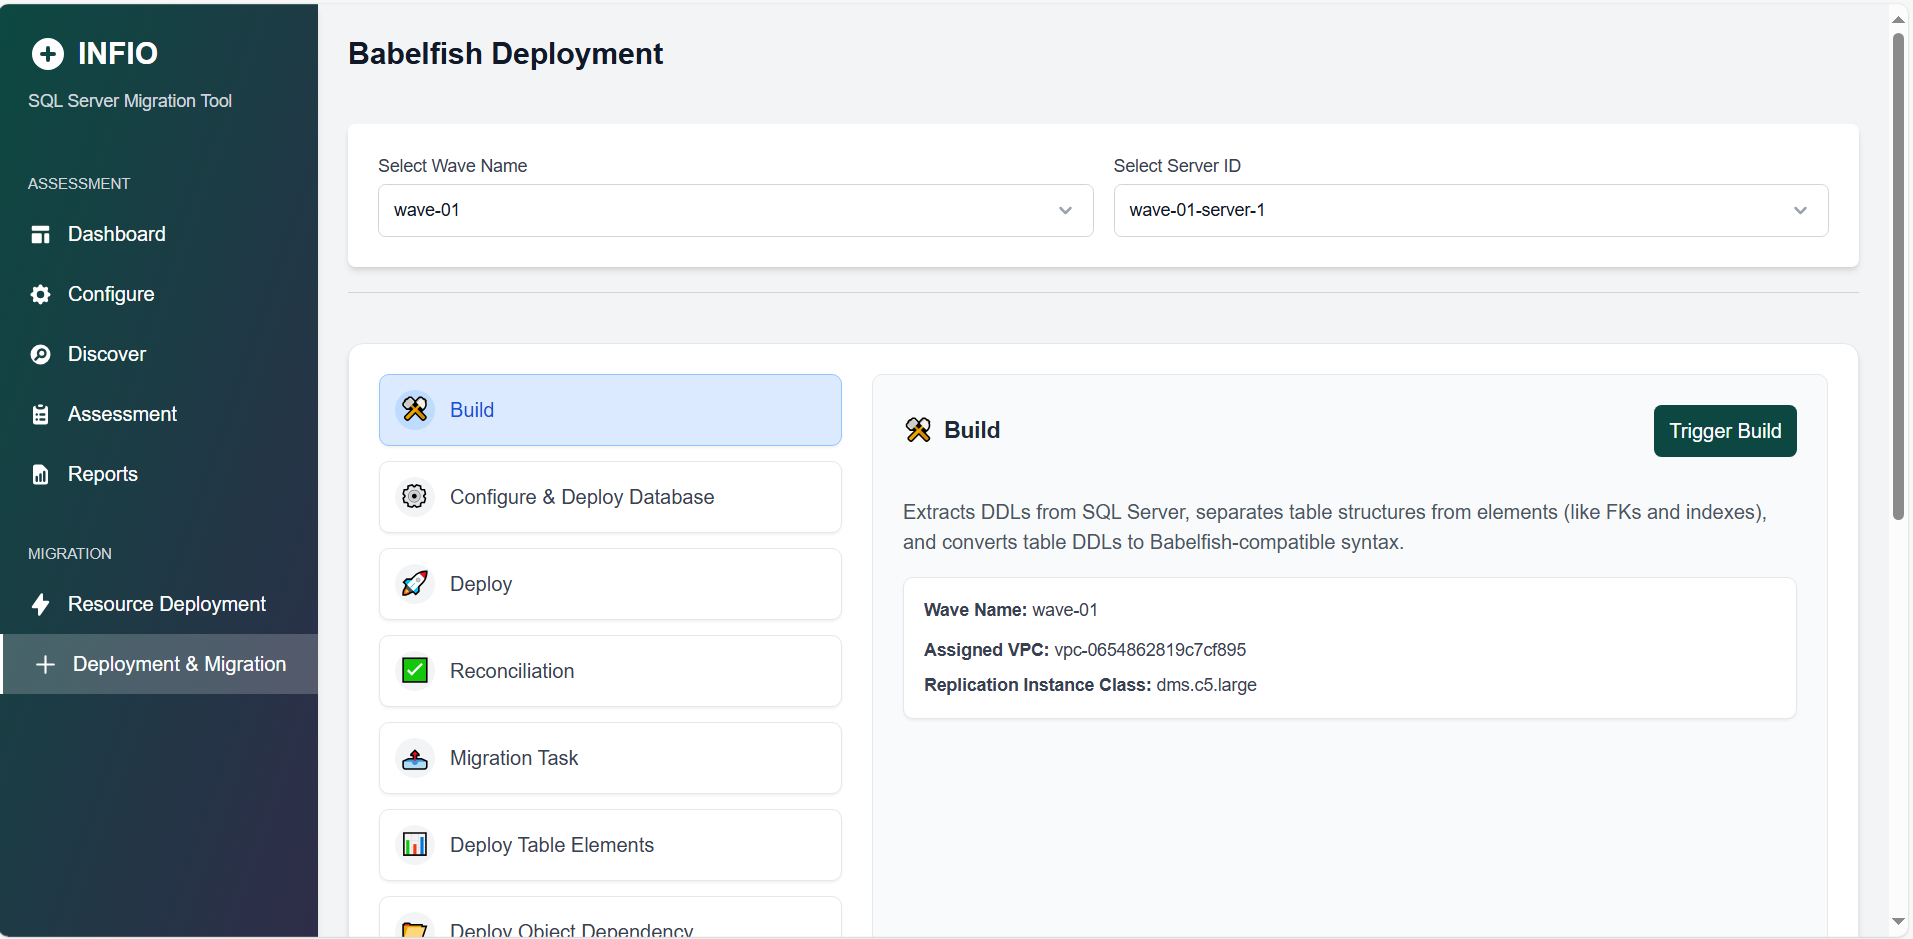 INFIO
SQL Server Migration Tool
ASSESSMENT
Dashboard
Configure
Discover
Assessment
Reports
MIGRATION
Resource Deployment
Deployment & Migration
Babelfish Deployment
Select Wave Name
wave-01
Select Server ID
wave-01-server-1
Build
Configure & Deploy Database
Deploy
Reconciliation
Migration Task
Deploy Table Elements
Deploy Object Dependency
Build
Trigger Build
Extracts DDLs from SQL Server, separates table structures from elements (like FKs and indexes),
and converts table DDLs to Babelfish-compatible syntax.
Wave Name: wave-01
Assigned VPC: vpc-0654862819c7cf895
Replication Instance Class: dms.c5.large